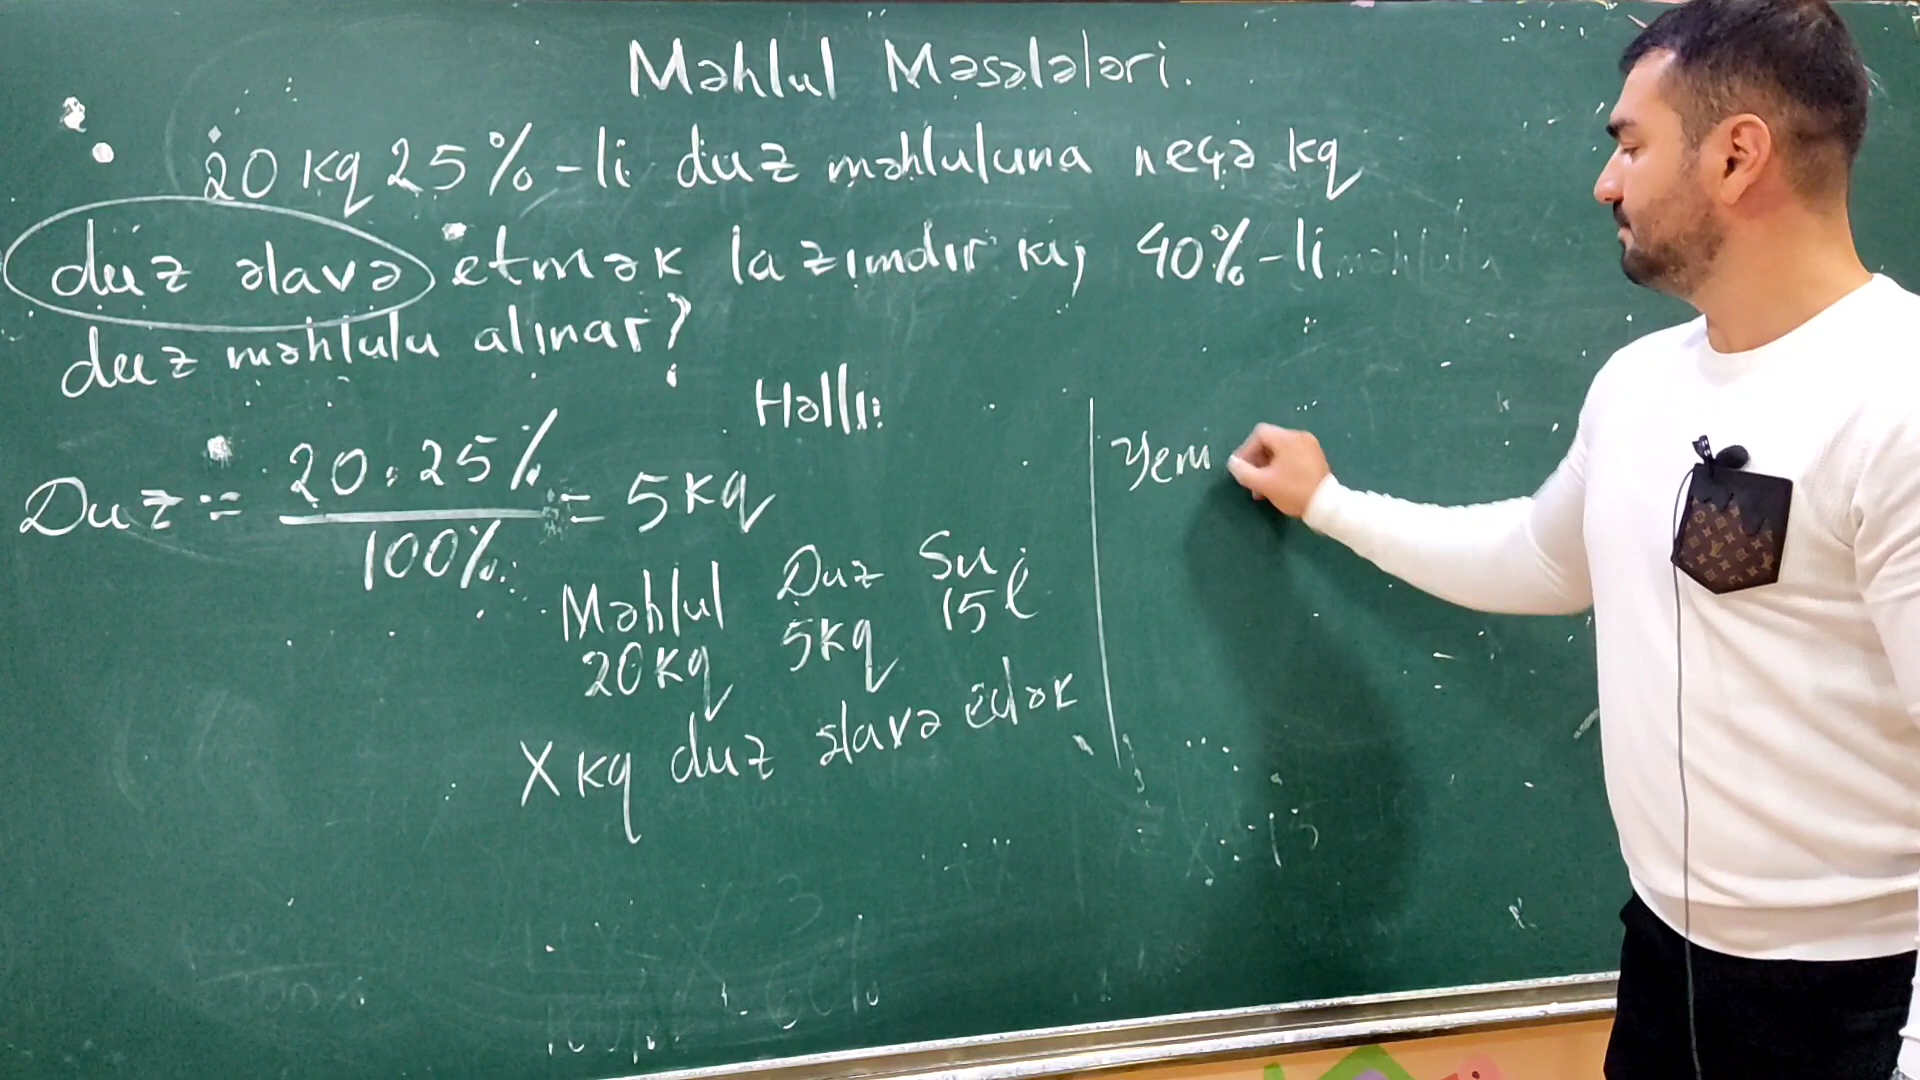 Məhlul Məsələləri.
20 kq 25%-li duz məhluluna neçə kq
duz əlavə etmək lazımdır ki, 40%-li
duz məhlulu alınar?
Həlli:
Duz = 20·25% / 100% = 5 kq
Məhlul Duz Su
20 kq 5 kq 15 l
X kq duz əlavə edək
Yeni